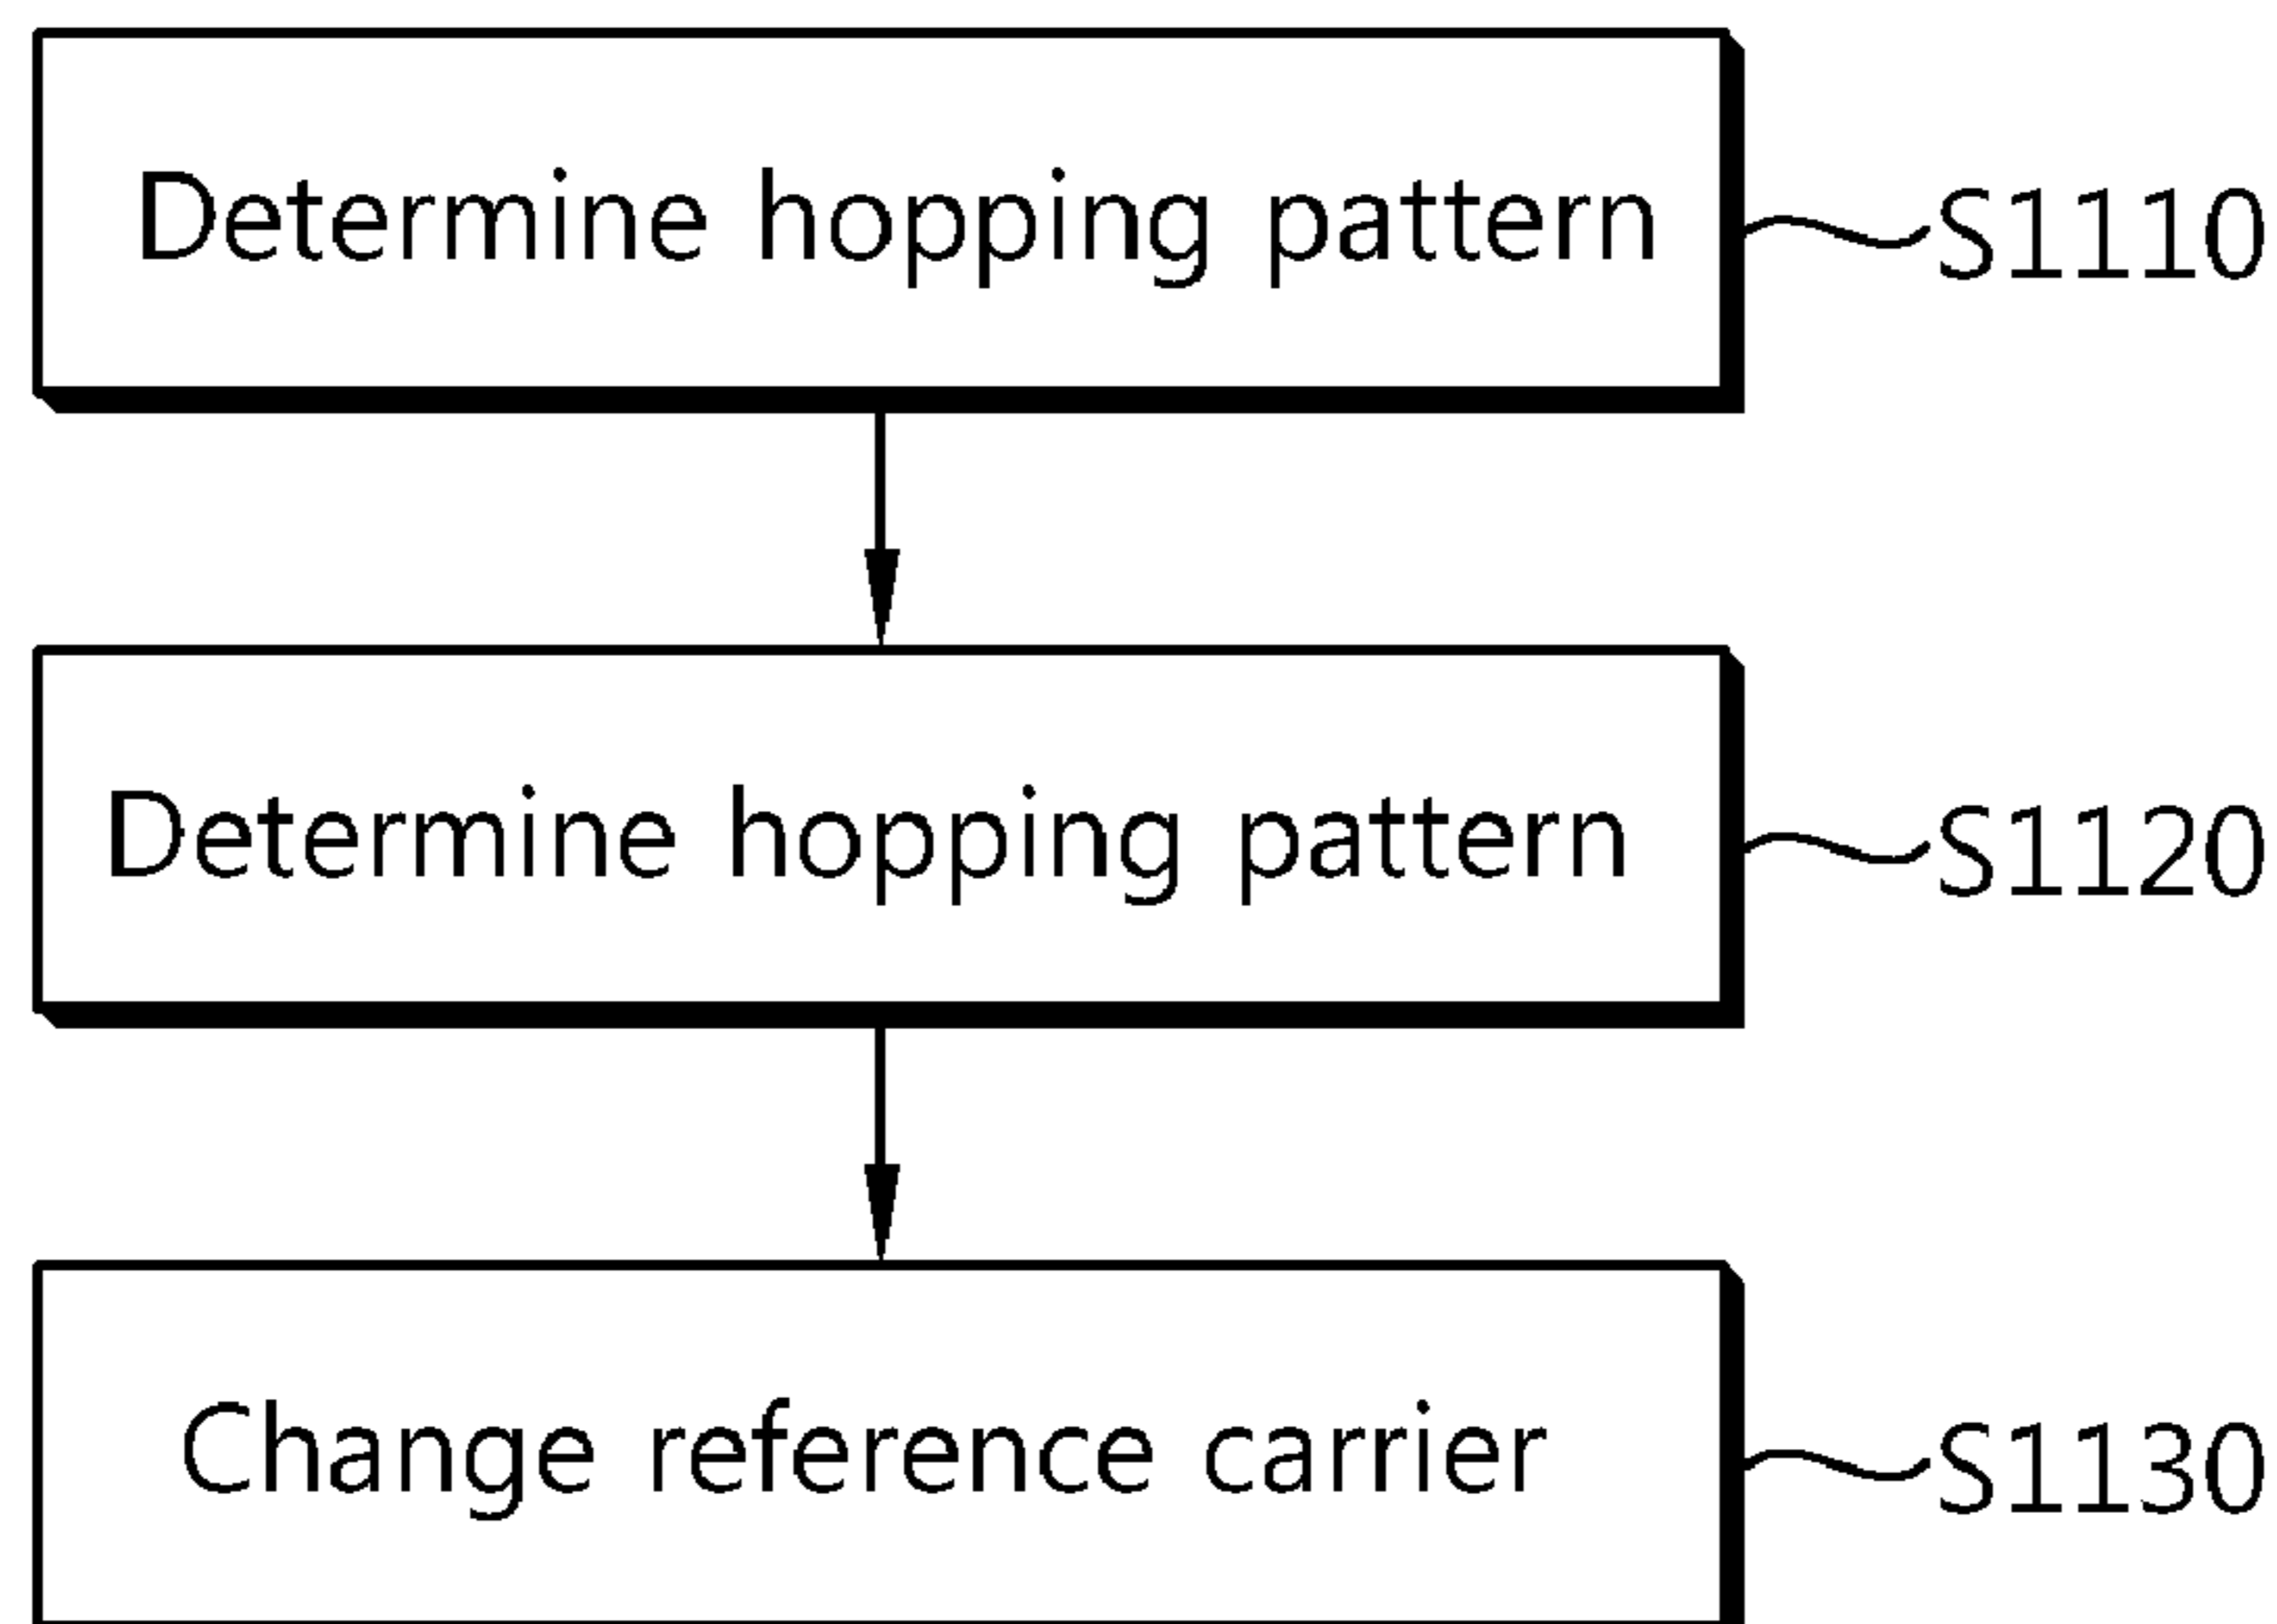 Determine hopping pattern S1110
Determine hopping pattern S1120
Change reference carrier S1130